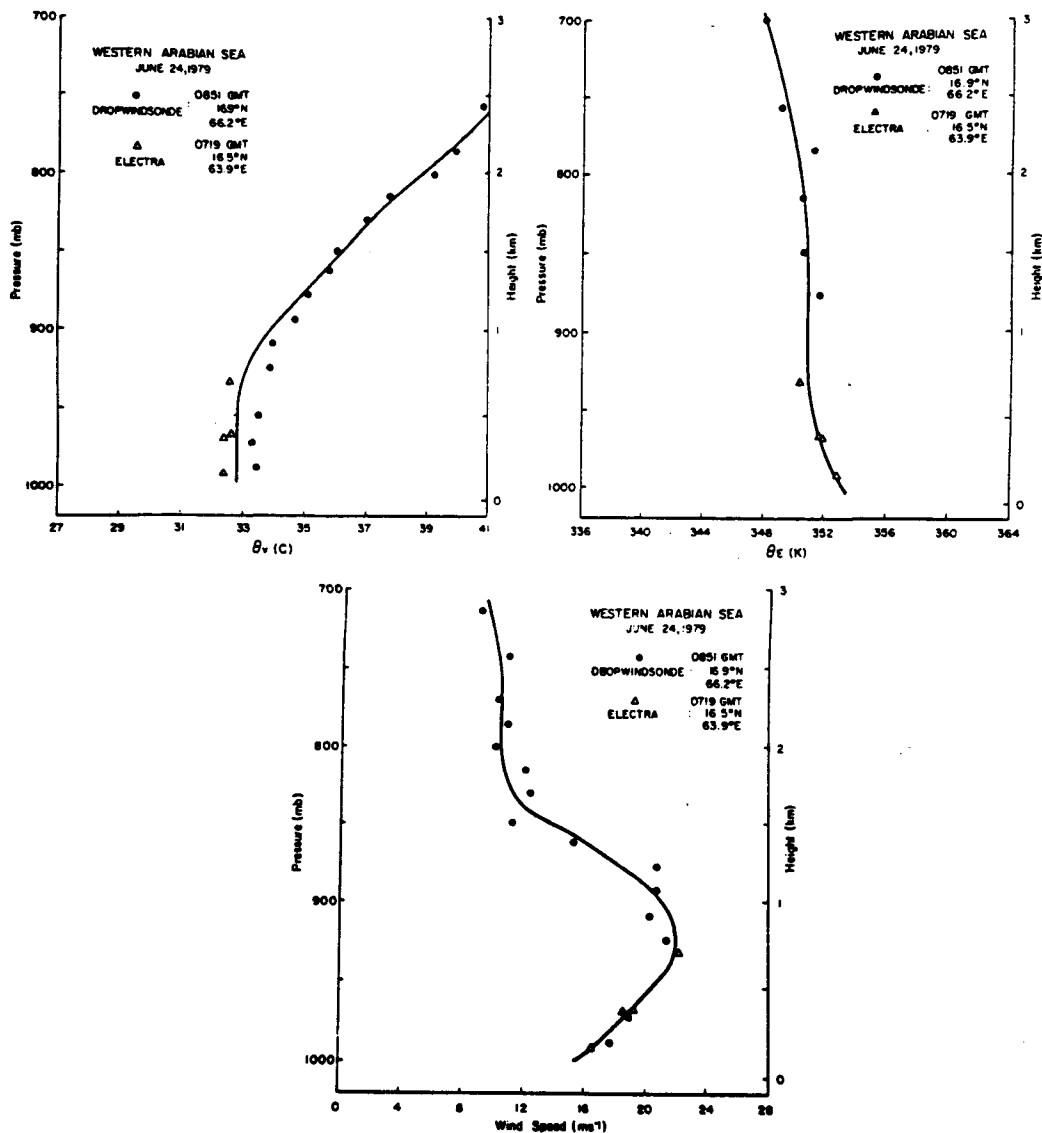 WESTERN ARABIAN SEA
JUNE 24,1979
● 0851 GMT
DROPWINDSONDE : 16.9°N
66.2°E
△ 0719 GMT
ELECTRA 16.5°N
63.9°E
Pressure (mb)
700
800
900
1000
Height (km)
3
2
1
0
27 29 31 33 35 37 39 41
θv (C)
WESTERN ARABIAN SEA
JUNE 24,1979
● 0851 GMT
DROPWINDSONDE : 16.9°N
66.2°E
▲ 0719 GMT
ELECTRA : 16.5°N
63.9°E
Pressure (mb)
700
800
900
1000
Height (km)
3
2
1
0
336 340 344 348 352 356 360 364
θE (K)
WESTERN ARABIAN SEA
JUNE 24,1979
● 0851 GMT
DROPWINDSONDE : 16.9°N
66.2°E
△ 0719 GMT
ELECTRA : 16.5°N
63.9°E
Pressure (mb)
700
800
900
1000
Height (km)
3
2
1
0
0 4 8 12 16 20 24 28
Wind Speed (ms⁻¹)